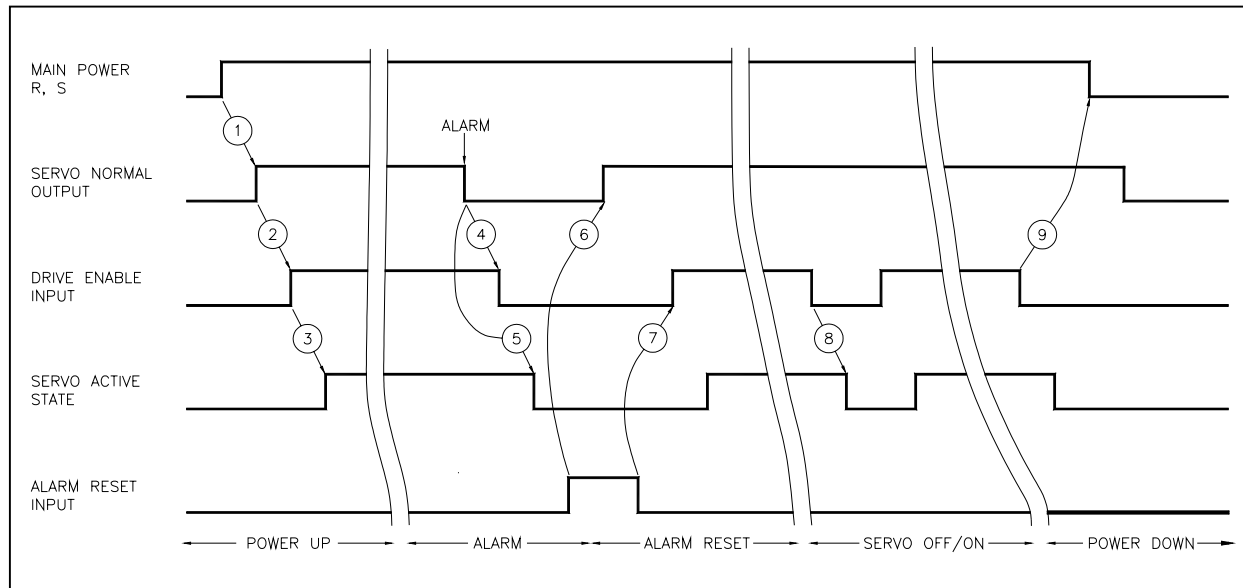 MAIN POWER
R, S
1
ALARM
SERVO NORMAL
OUTPUT
2
4
6
9
DRIVE ENABLE
INPUT
3
5
7
8
SERVO ACTIVE
STATE
ALARM RESET
INPUT
POWER UP
ALARM
ALARM RESET
SERVO OFF/ON
POWER DOWN